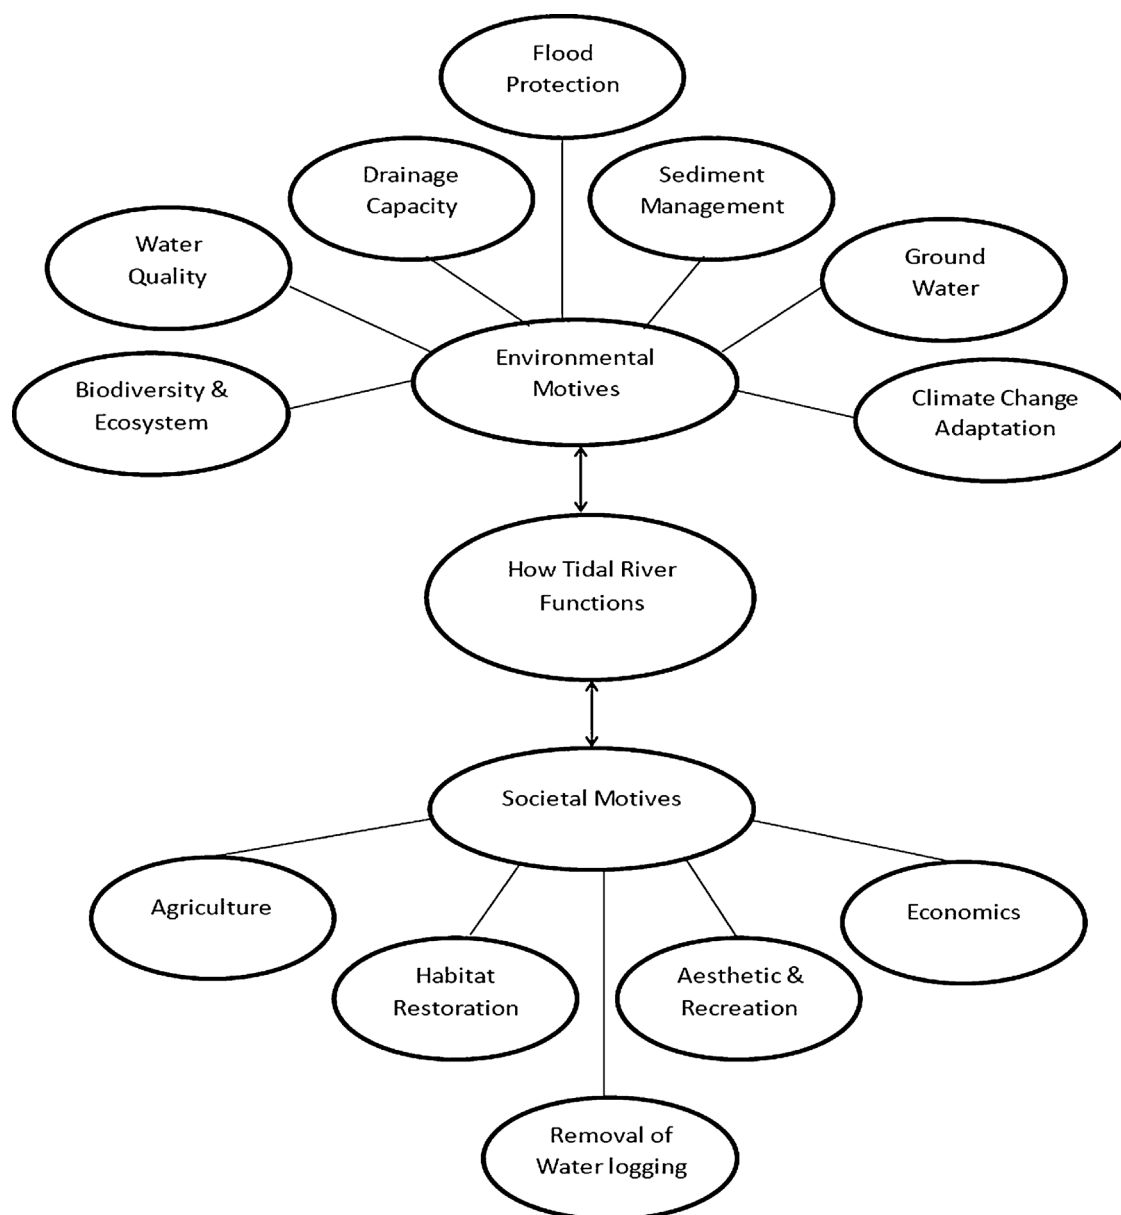 Flood
Protection
Drainage
Capacity
Sediment
Management
Water
Quality
Ground
Water
Biodiversity &
Ecosystem
Environmental
Motives
Climate Change
Adaptation
How Tidal River
Functions
Societal Motives
Agriculture
Economics
Habitat
Restoration
Aesthetic &
Recreation
Removal of
Water logging